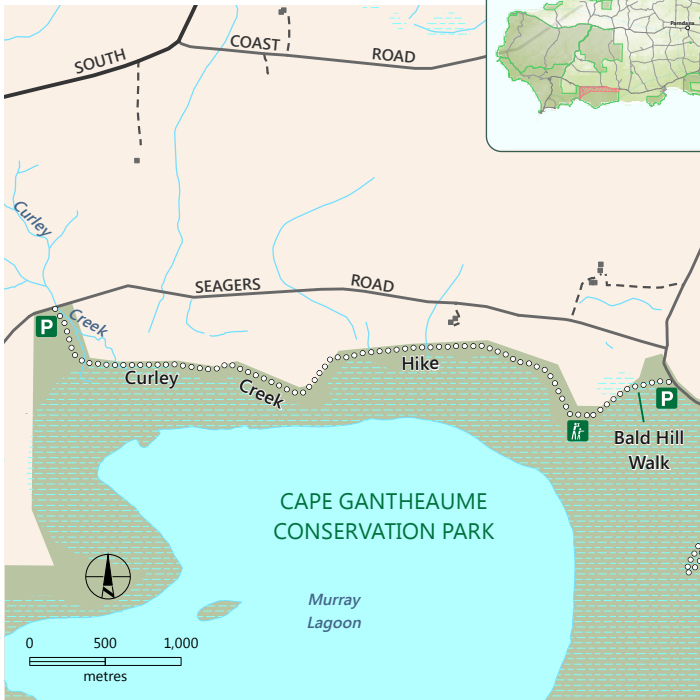 Parndana
SOUTH COAST ROAD
Curley
Creek
SEAGERS ROAD
P
Curley Creek Hike
P
Bald Hill
Walk
CAPE GANTHEAUME
CONSERVATION PARK
Murray
Lagoon
0 500 1,000
metres